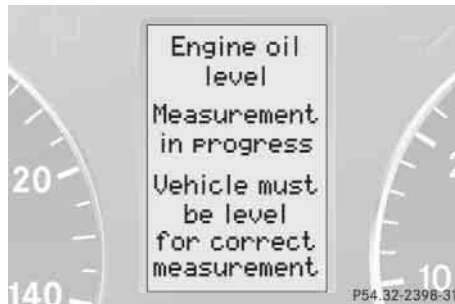 Engine oil
level
Measurement
in progress
Vehicle must
be level
for correct
measurement
20
140
10
P54.32-2398-31